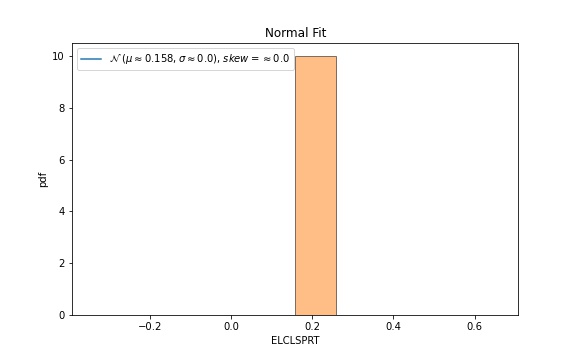 Normal Fit
𝒩 (μ ≈ 0.158, σ ≈ 0.0), skew = ≈ 0.0
10
8
6
4
2
0
pdf
−0.2 0.0 0.2 0.4 0.6
ELCLSPRT